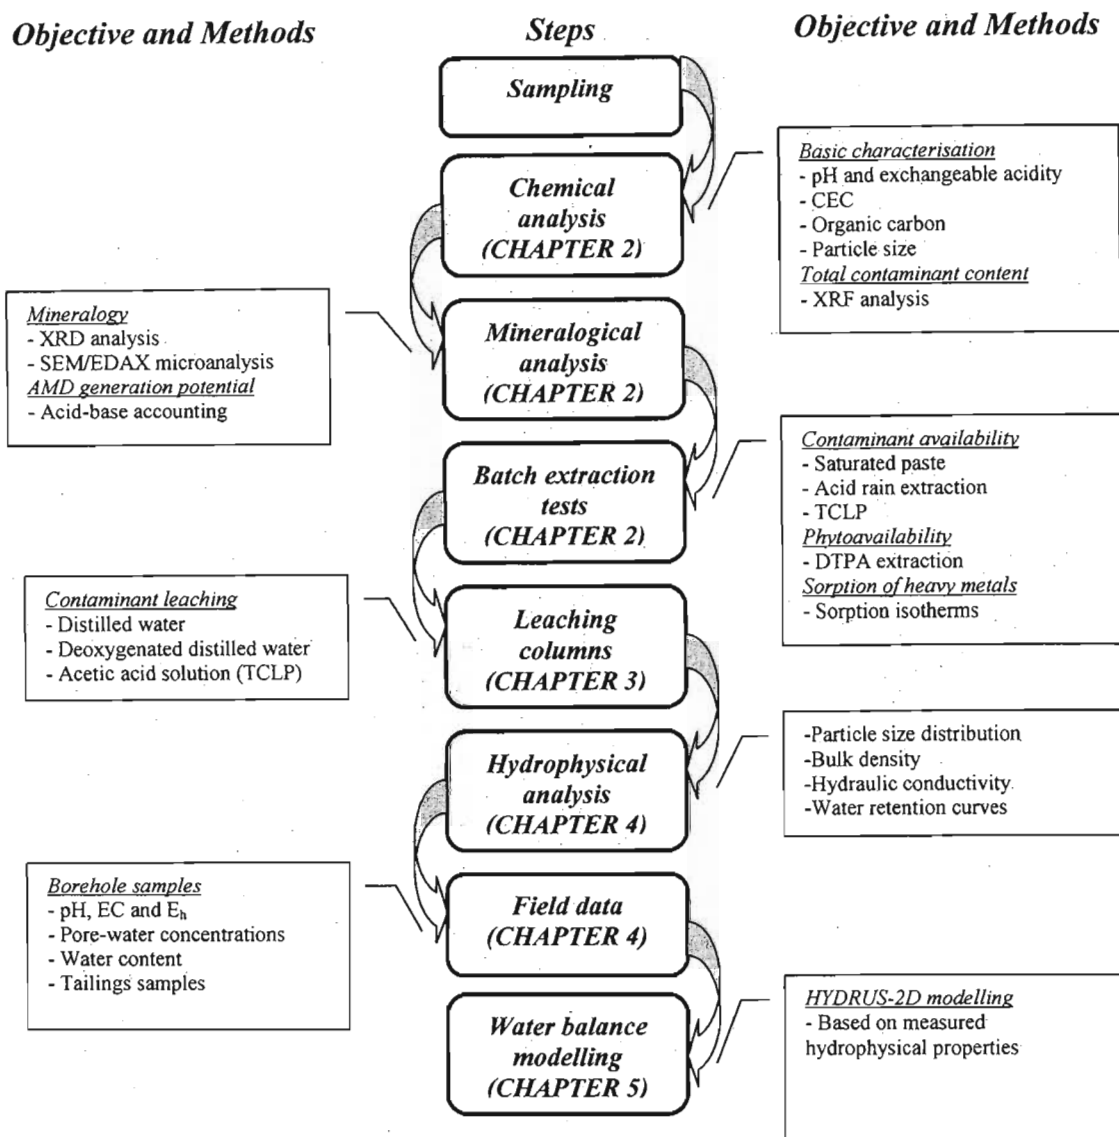 Objective and Methods
Steps
Objective and Methods
Sampling
Basic characterisation
- pH and exchangeable acidity
- CEC
- Organic carbon
- Particle size
Total contaminant content
- XRF analysis
Chemical
analysis
(CHAPTER 2)
Mineralogy
- XRD analysis
- SEM/EDAX microanalysis
AMD generation potential
- Acid-base accounting
Mineralogical
analysis
(CHAPTER 2)
Contaminant availability
- Saturated paste
- Acid rain extraction
- TCLP
Phytoavailability
- DTPA extraction
Sorption of heavy metals
- Sorption isotherms
Batch extraction
tests
(CHAPTER 2)
Contaminant leaching
- Distilled water
- Deoxygenated distilled water
- Acetic acid solution (TCLP)
Leaching
columns
(CHAPTER 3)
-Particle size distribution
-Bulk density
-Hydraulic conductivity
-Water retention curves
Hydrophysical
analysis
(CHAPTER 4)
Borehole samples
- pH, EC and Eh
- Pore-water concentrations
- Water content
- Tailings samples
Field data
(CHAPTER 4)
HYDRUS-2D modelling
- Based on measured
hydrophysical properties
Water balance
modelling
(CHAPTER 5)